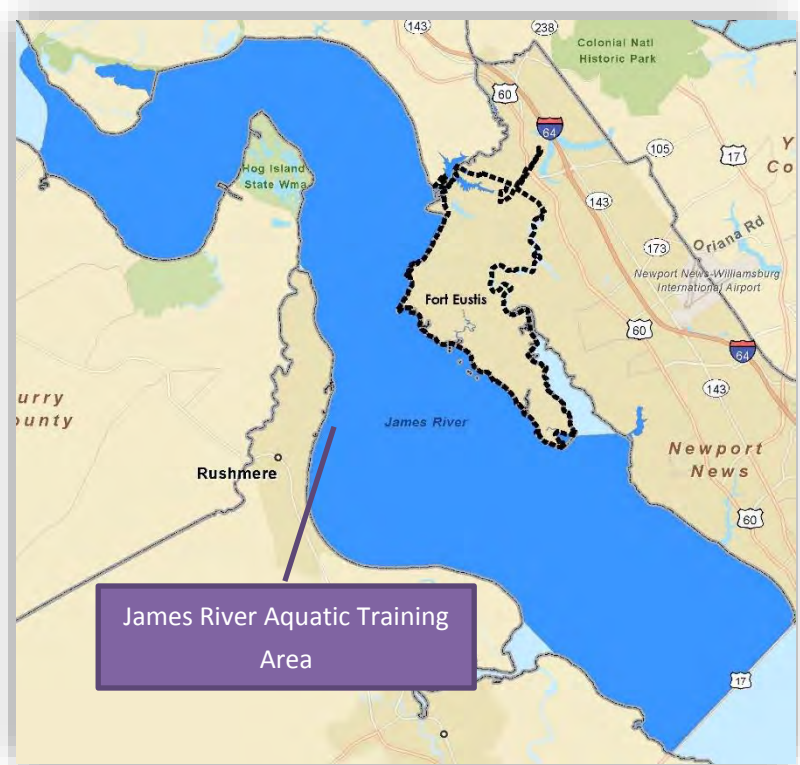 143
238
Colonial Natl
Historic Park
60
64
105
17
Y
Co
Hog Island
State Wma
143
173
Oriana Rd
Newport News-Williamsburg
International Airport
Fort Eustis
60
64
143
urry
ounty
James River
Newport
News
Rushmere
60
James River Aquatic Training
Area
17